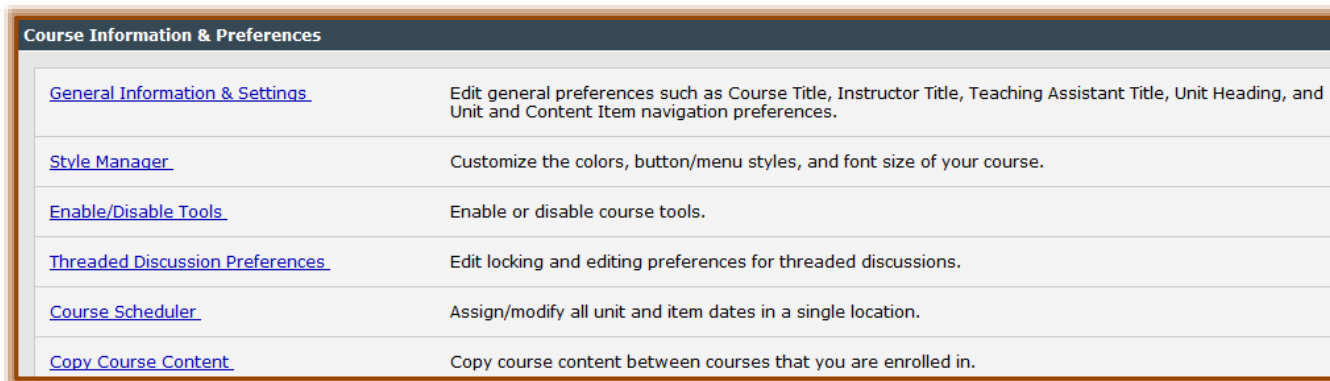 Course Information & Preferences
General Information & Settings
Edit general preferences such as Course Title, Instructor Title, Teaching Assistant Title, Unit Heading, and
Unit and Content Item navigation preferences.
Style Manager
Customize the colors, button/menu styles, and font size of your course.
Enable/Disable Tools
Enable or disable course tools.
Threaded Discussion Preferences
Edit locking and editing preferences for threaded discussions.
Course Scheduler
Assign/modify all unit and item dates in a single location.
Copy Course Content
Copy course content between courses that you are enrolled in.